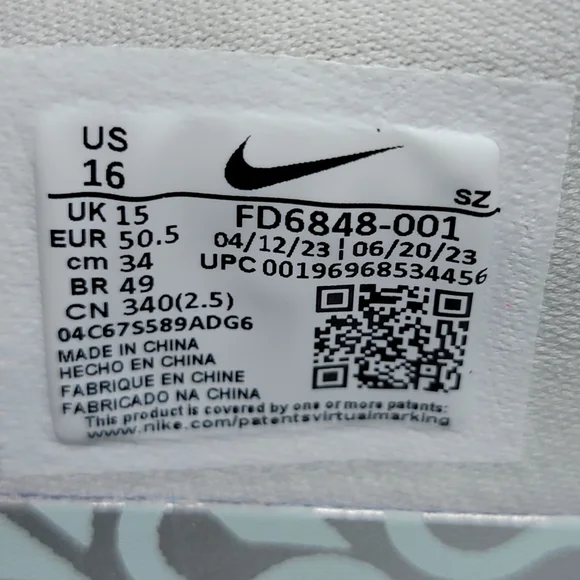 US
16
SZ
UK 15
EUR 50.5
cm 34
BR 49
CN 340(2.5)
04C67S589ADG6
FD6848-001
04/12/23 | 06/20/23
UPC 00196968534456
MADE IN CHINA
HECHO EN CHINA
FABRIQUE EN CHINE
FABRICADO NA CHINA
This product is covered by one or more patents:
www.nike.com/patentsvirtualmarking